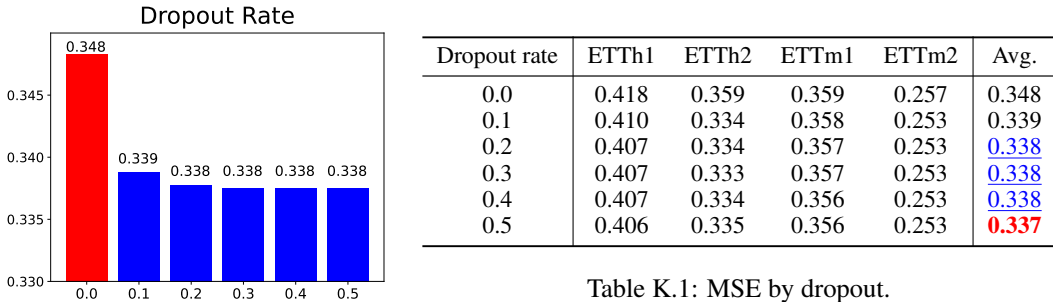 Dropout Rate
0.348
0.339
0.338
0.338
0.338
0.338
0.345
0.340
0.335
0.330
0.0 0.1 0.2 0.3 0.4 0.5
Dropout rate ETTh1 ETTh2 ETTm1 ETTm2 Avg.
0.0 0.418 0.359 0.359 0.257 0.348
0.1 0.410 0.334 0.358 0.253 0.339
0.2 0.407 0.334 0.357 0.253 0.338
0.3 0.407 0.333 0.357 0.253 0.338
0.4 0.407 0.334 0.356 0.253 0.338
0.5 0.406 0.335 0.356 0.253 0.337
Table K.1: MSE by dropout.